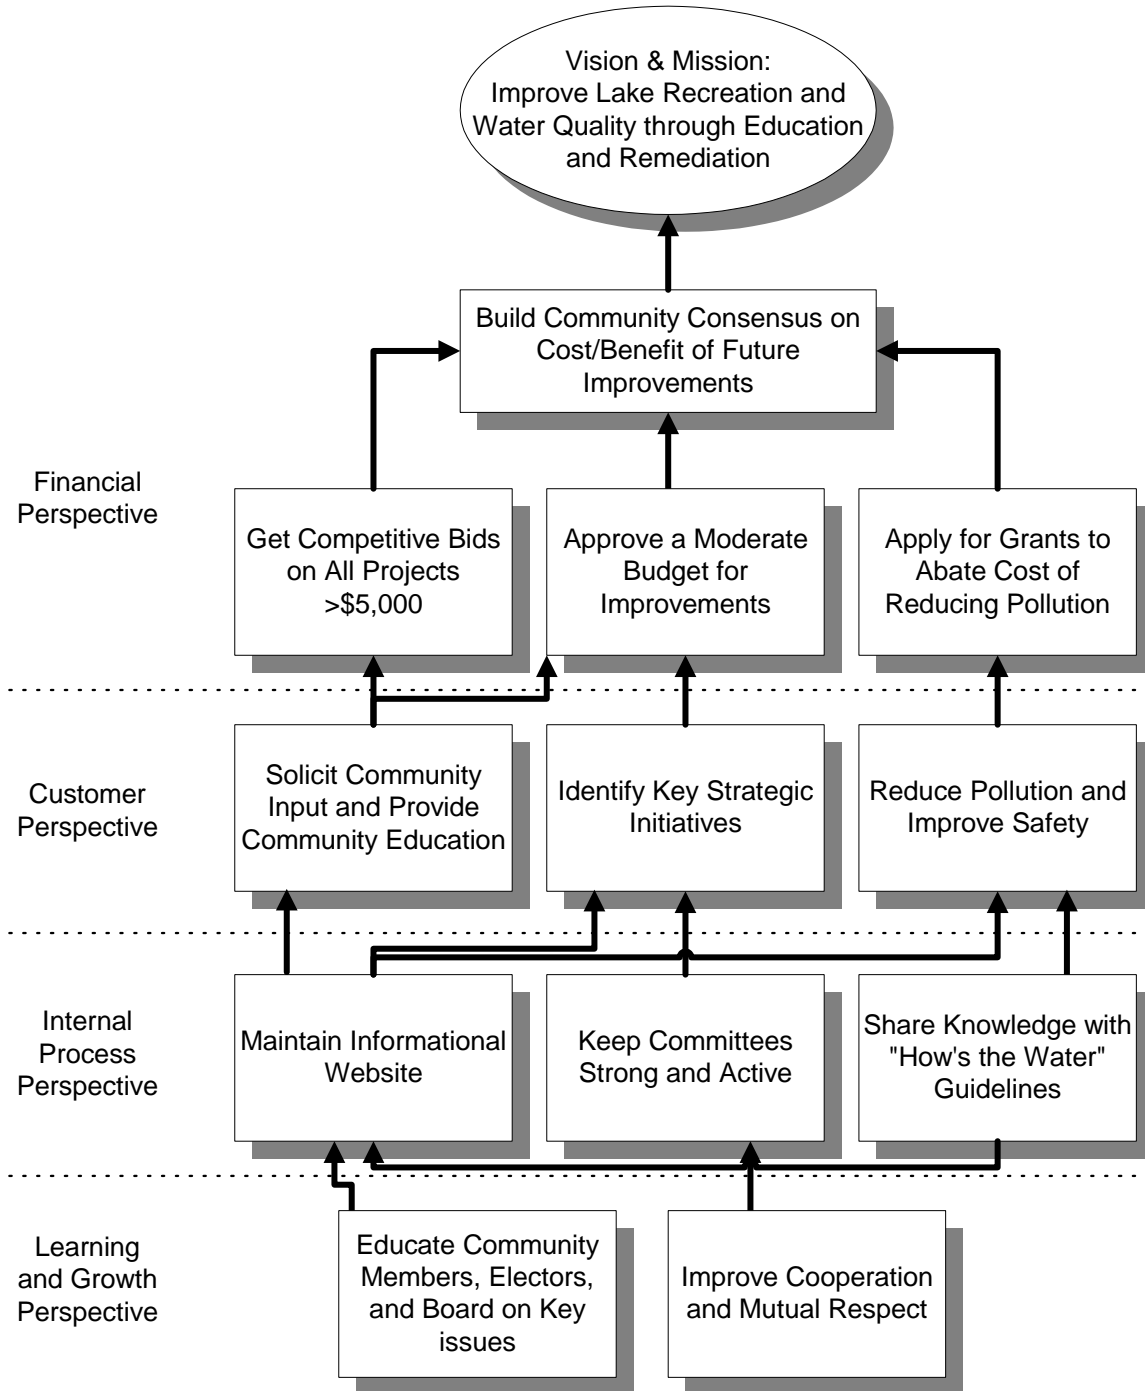 Vision & Mission:
Improve Lake Recreation and
Water Quality through Education
and Remediation
Build Community Consensus on
Cost/Benefit of Future
Improvements
Financial
Perspective
Get Competitive Bids
on All Projects
>$5,000
Approve a Moderate
Budget for
Improvements
Apply for Grants to
Abate Cost of
Reducing Pollution
Customer
Perspective
Solicit Community
Input and Provide
Community Education
Identify Key Strategic
Initiatives
Reduce Pollution and
Improve Safety
Internal
Process
Perspective
Maintain Informational
Website
Keep Committees
Strong and Active
Share Knowledge with
"How's the Water"
Guidelines
Learning
and Growth
Perspective
Educate Community
Members, Electors,
and Board on Key
issues
Improve Cooperation
and Mutual Respect